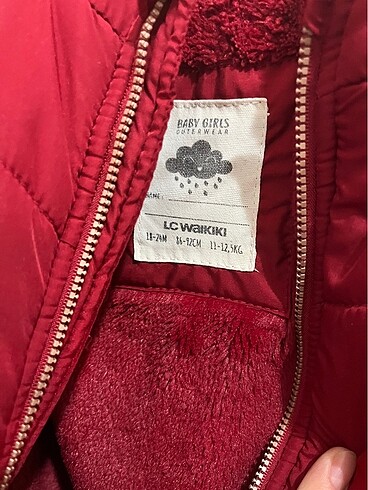 BABY GIRLS
OUTERWEAR
NAME:
LC WAIKIKI
18-24M 86-92CM 11-12,5KG